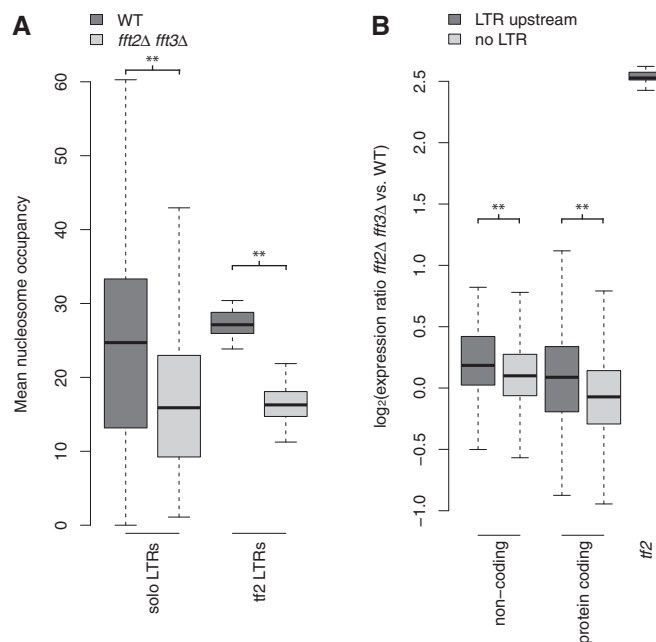 A
WT
fft2Δ fft3Δ
Mean nucleosome occupancy
60
50
40
30
20
10
0
**
**
solo LTRs
tf2 LTRs
B
LTR upstream
no LTR
log₂(expression ratio fft2Δ fft3Δ vs. WT)
2.5
2.0
1.5
1.0
0.5
0.0
−0.5
−1.0
**
**
non−coding
protein coding
tf2